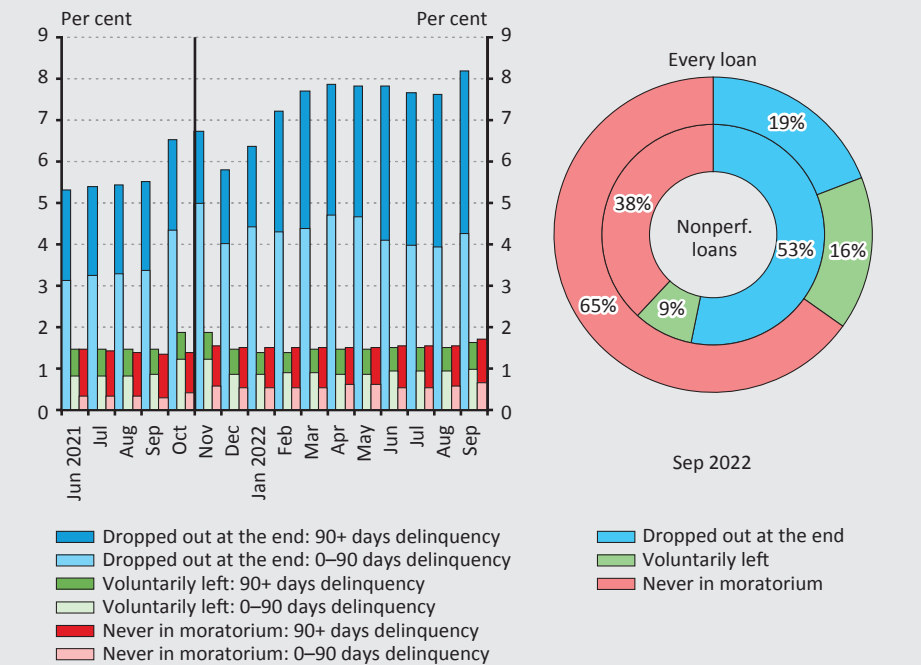 Per cent
Per cent
9
8
7
6
5
4
3
2
1
0
9
8
7
6
5
4
3
2
1
0
Jun 2021
Jul
Aug
Sep
Oct
Nov
Dec
Jan 2022
Feb
Mar
Apr
May
Jun
Jul
Aug
Sep
Dropped out at the end: 90+ days delinquency
Dropped out at the end: 0–90 days delinquency
Voluntarily left: 90+ days delinquency
Voluntarily left: 0–90 days delinquency
Never in moratorium: 90+ days delinquency
Never in moratorium: 0–90 days delinquency
Every loan
19%
38%
Nonperf.
loans
53%
16%
65%
9%
Sep 2022
Dropped out at the end
Voluntarily left
Never in moratorium